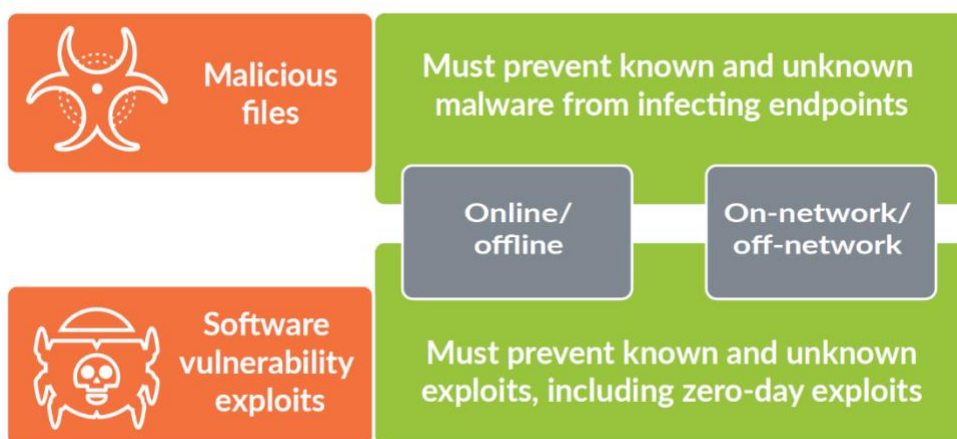 Malicious
files
Must prevent known and unknown
malware from infecting endpoints
Online/
offline
On-network/
off-network
Software
vulnerability
exploits
Must prevent known and unknown
exploits, including zero-day exploits